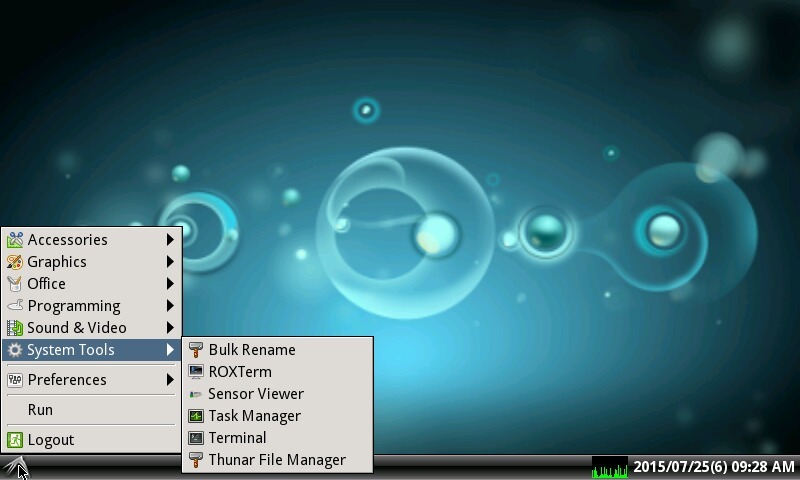 Accessories
Graphics
Office
Programming
Sound & Video
System Tools
Preferences
Run
Logout
Bulk Rename
ROXTerm
Sensor Viewer
Task Manager
Terminal
Thunar File Manager
2015/07/25(6) 09:28 AM